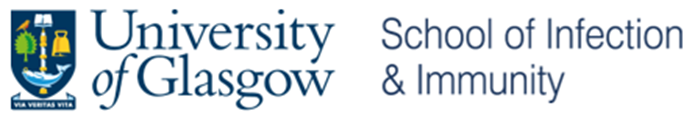 University
of Glasgow
VIA VERITAS VITA
School of Infection
& Immunity